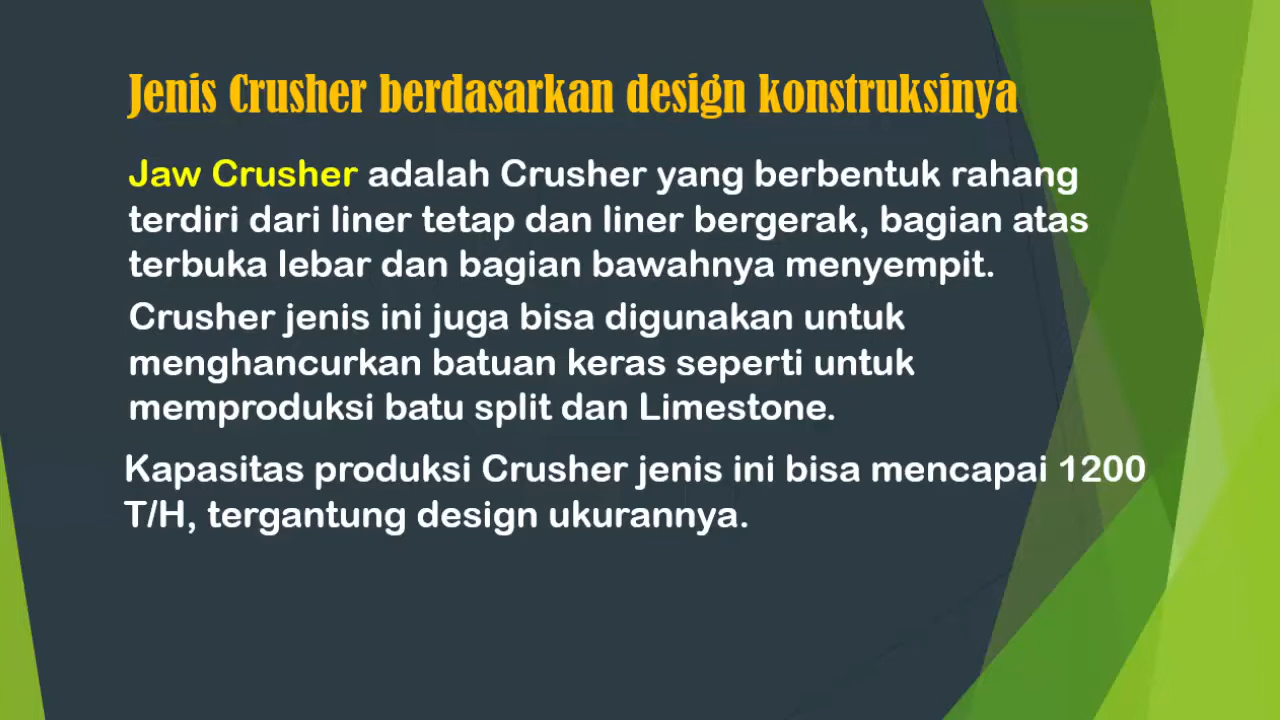 Jenis Crusher berdasarkan design konstruksinya
Jaw Crusher adalah Crusher yang berbentuk rahang
terdiri dari liner tetap dan liner bergerak, bagian atas
terbuka lebar dan bagian bawahnya menyempit.
Crusher jenis ini juga bisa digunakan untuk
menghancurkan batuan keras seperti untuk
memproduksi batu split dan Limestone.
Kapasitas produksi Crusher jenis ini bisa mencapai 1200
T/H, tergantung design ukurannya.